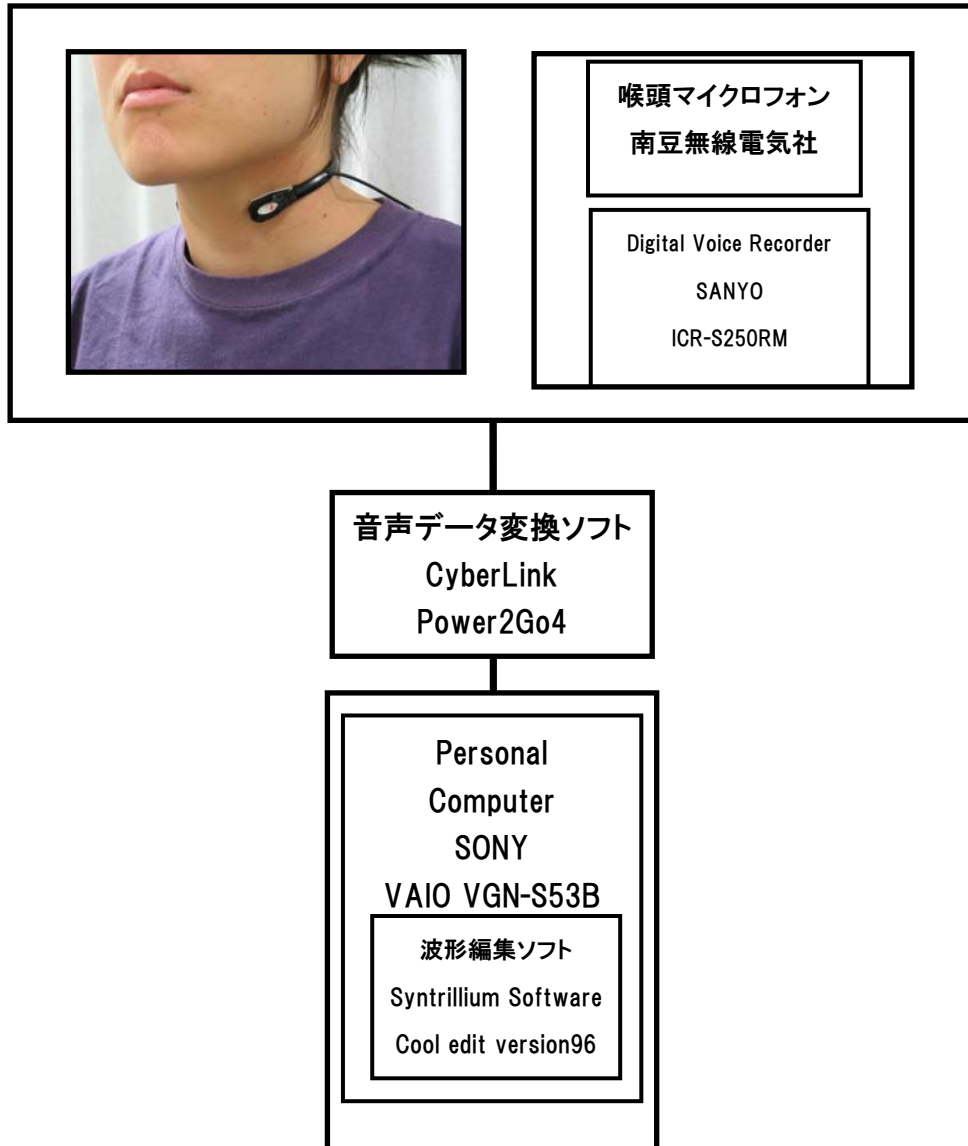 喉頭マイクロフォン
南豆無線電気社
Digital Voice Recorder
SANYO
ICR-S250RM
音声データ変換ソフト
CyberLink
Power2Go4
Personal
Computer
SONY
VAIO VGN-S53B
波形編集ソフト
Syntrillium Software
Cool edit version96